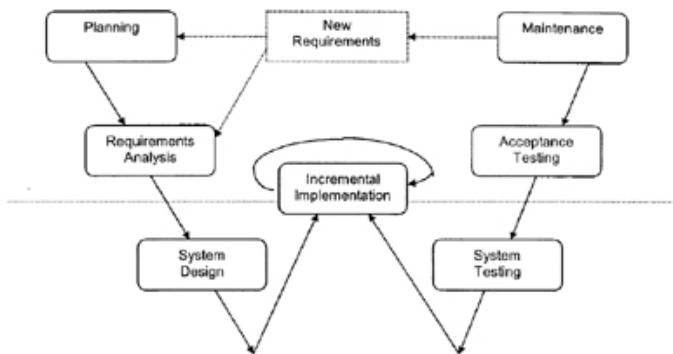 Planning
New
Requirements
Maintenance
Requirements
Analysis
Acceptance
Testing
Incremental
Implementation
System
Design
System
Testing